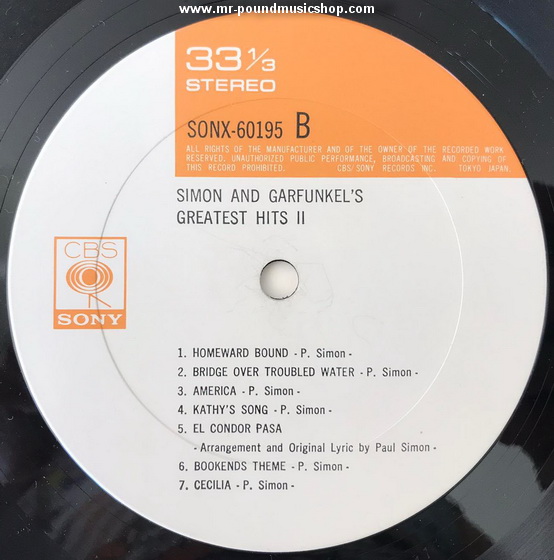 www.mr-poundmusicshop.com
33 1/3
STEREO
SONX-60195 B
ALL RIGHTS OF THE MANUFACTURER AND OF THE OWNER OF THE RECORDED WORK
RESERVED. UNAUTHORIZED PUBLIC PERFORMANCE, BROADCASTING AND COPYING OF
THIS RECORD PROHIBITED. CBS/SONY RECORDS INC. TOKYO JAPAN
SIMON AND GARFUNKEL'S
GREATEST HITS II
CBS
SONY
1. HOMEWARD BOUND - P. Simon -
2. BRIDGE OVER TROUBLED WATER - P. Simon -
3. AMERICA - P. Simon -
4. KATHY'S SONG - P. Simon -
5. EL CONDOR PASA
- Arrangement and Original Lyric by Paul Simon -
6. BOOKENDS THEME - P. Simon -
7. CECILIA - P. Simon -